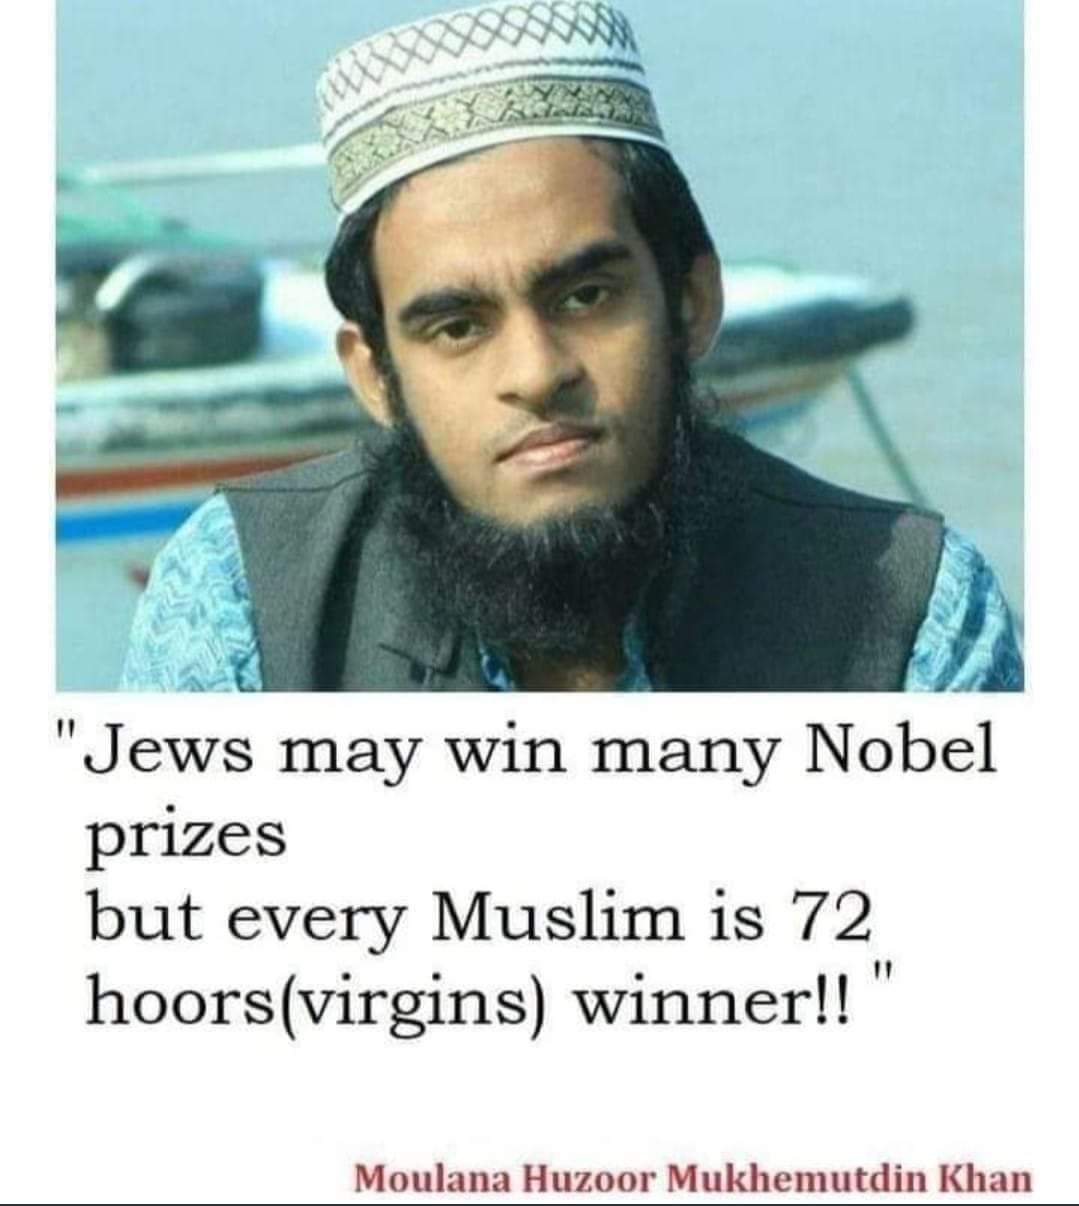 "Jews may win many Nobel
prizes
but every Muslim is 72
hoors(virgins) winner!! "
Moulana Huzoor Mukhemutdin Khan